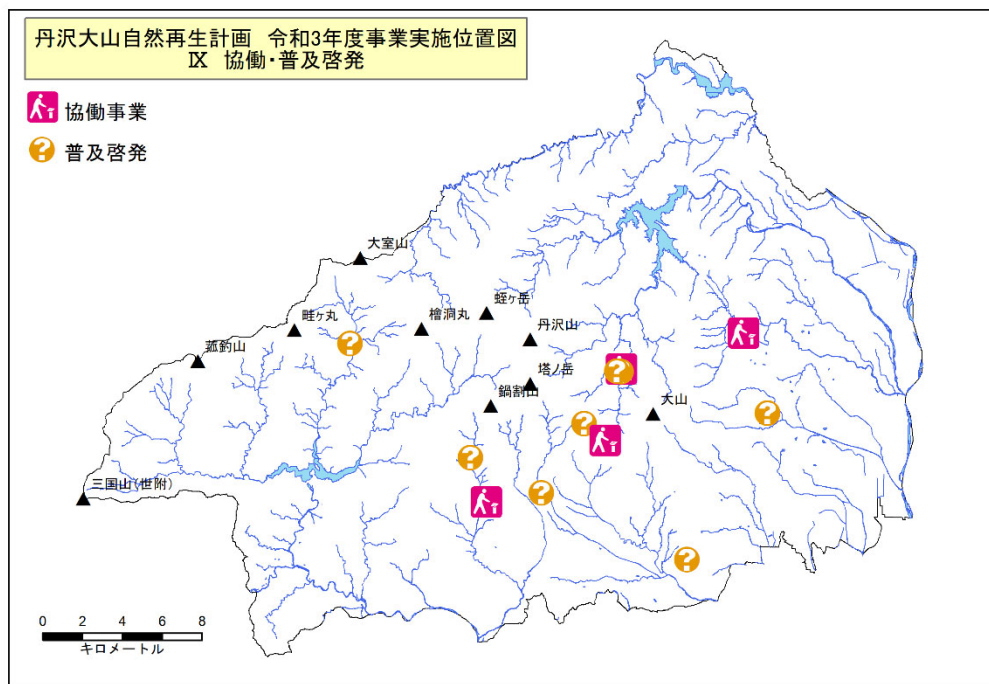 丹沢大山自然再生計画 令和3年度事業実施位置図
Ⅸ 協働・普及啓発
協働事業
普及啓発
大室山
畦ヶ丸
檜洞丸
蛭ヶ岳
丹沢山
菰釣山
塔ノ岳
鍋割山
大山
三国山(世附)
0 2 4 6 8
キロメートル